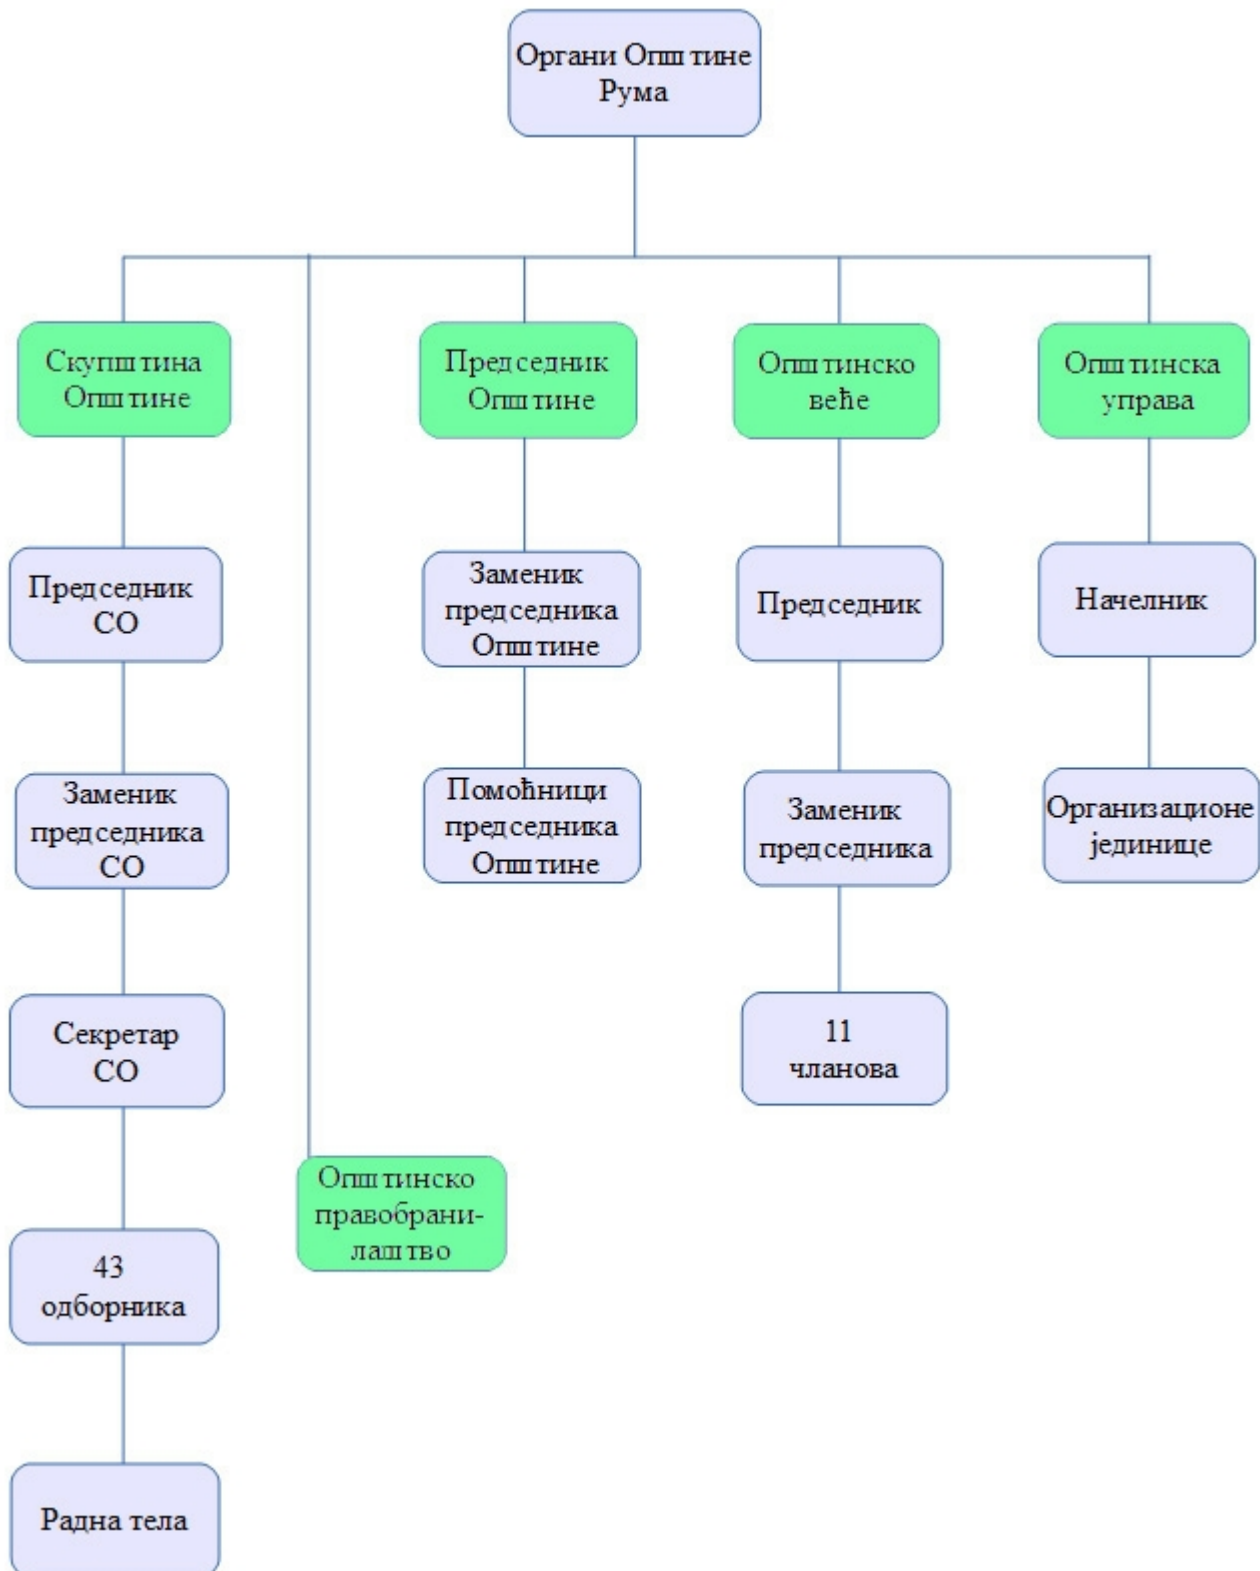 Органи Општине
Рума
Скупштина
Општине
Председник
Општине
Општинско
веће
Општинска
управа
Председник
СО
Заменик
председника
Општине
Председник
Начелник
Заменик
председника
СО
Помоћници
председника
Општине
Заменик
председника
Организационе
јединице
Секретар
СО
11
чланова
Општинско
правобрани-
лаштво
43
одборника
Радна тела